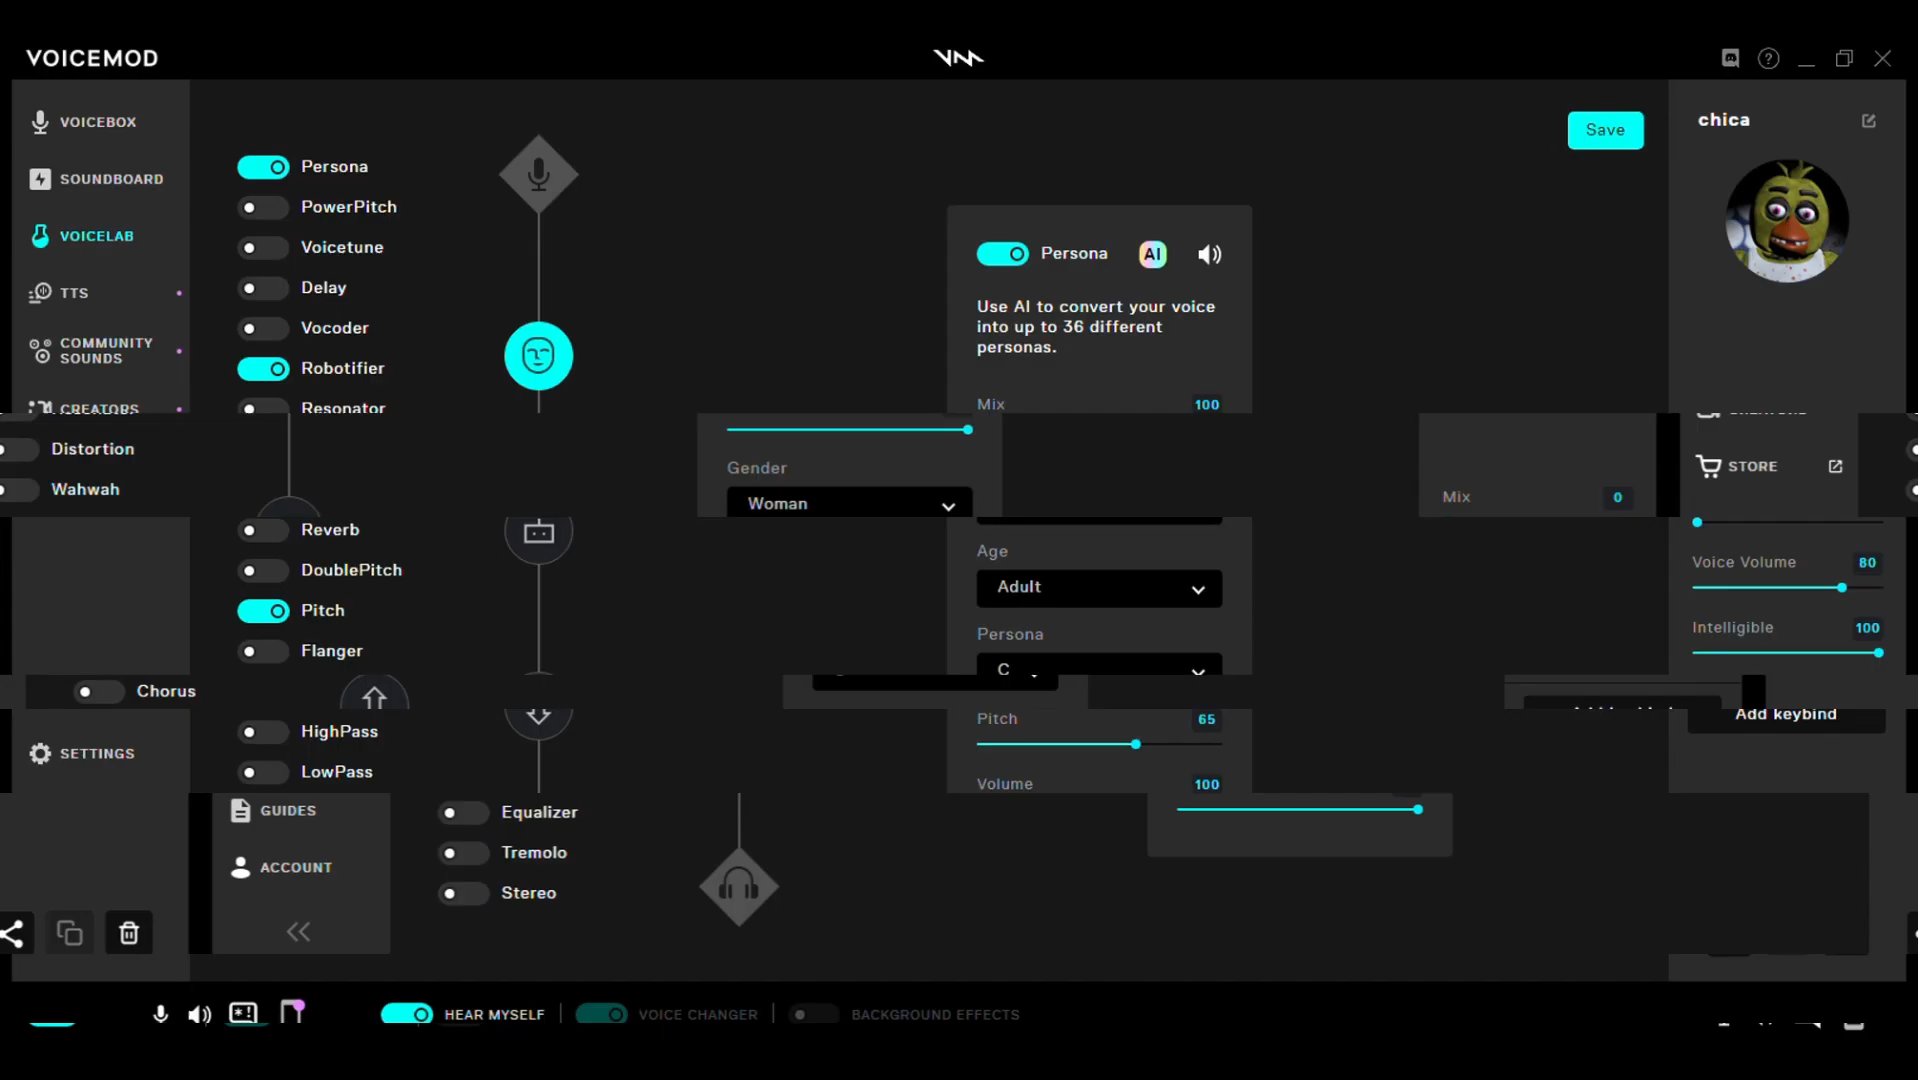 VOICEMOD
VOICEBOX
SOUNDBOARD
VOICELAB
TTS
COMMUNITY
SOUNDS
CREATORS
Persona
PowerPitch
Voicetune
Delay
Vocoder
Robotifier
Resonator
Save
chica
Persona
AI
Use AI to convert your voice
into up to 36 different
personas.
Mix 100
Distortion
Wahwah
Gender
Woman
Mix 0
STORE
Reverb
DoublePitch
Pitch
Flanger
Age
Adult
Persona
C
Voice Volume 80
Intelligible 100
Chorus
HighPass
LowPass
SETTINGS
Pitch 65
Volume 100
Add keybind
GUIDES
ACCOUNT
Equalizer
Tremolo
Stereo
HEAR MYSELF
VOICE CHANGER
BACKGROUND EFFECTS